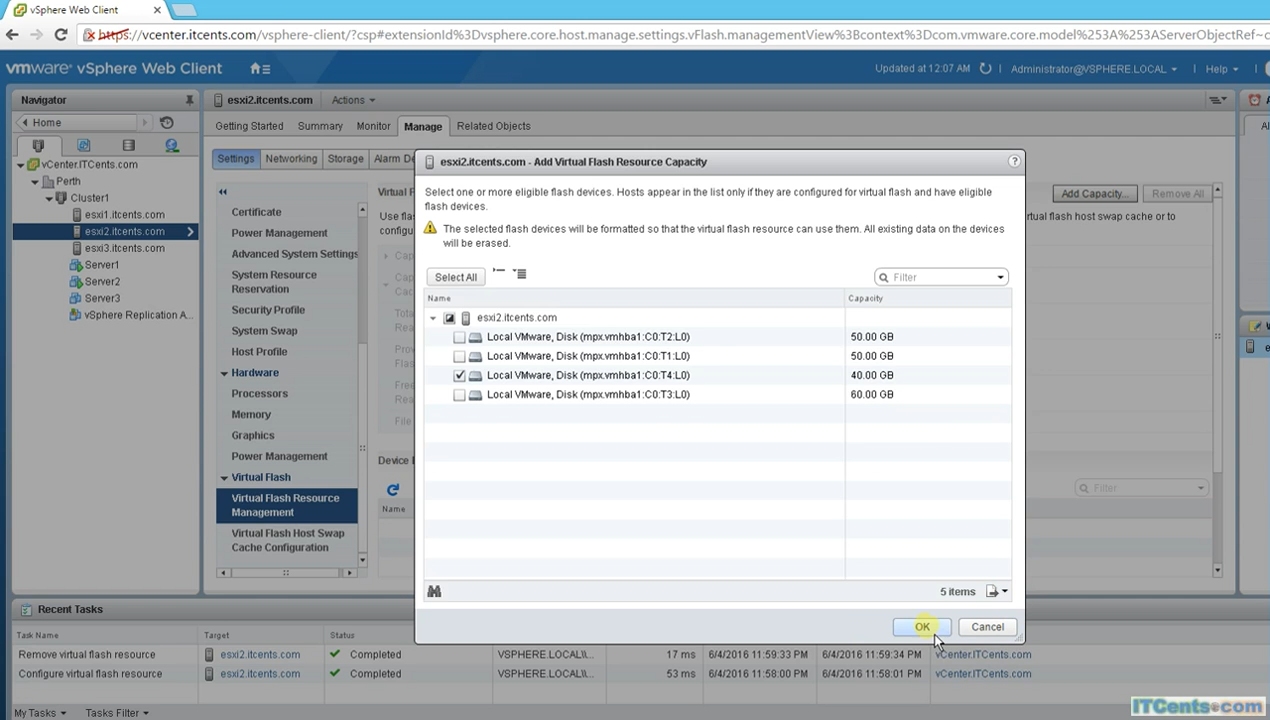 vSphere Web Client
https://vcenter.itcents.com/vsphere-client/?csp#extensionId%3Dvsphere.core.host.manage.settings.vFlash.managementView%3Bcontext%3Dcom.vmware.core.model%253A%253AServerObjectRef~c
vmware® vSphere Web Client
Updated at 12:07 AM
Administrator@VSPHERE.LOCAL
Help
Navigator
Home
vCenter.ITCents.com
Perth
Cluster1
esxi1.itcents.com
esxi2.itcents.com
esxi3.itcents.com
Server1
Server2
Server3
vSphere Replication A...
esxi2.itcents.com
Actions
Getting Started
Summary
Monitor
Manage
Related Objects
Settings
Networking
Storage
Alarm De
Certificate
Power Management
Advanced System Settings
System Resource
Reservation
Security Profile
System Swap
Host Profile
Hardware
Processors
Memory
Graphics
Power Management
Virtual Flash
Virtual Flash Resource
Management
Virtual Flash Host Swap
Cache Configuration
Virtual F
Add Capacity...
Remove All
Use flas
rtual flash host swap cache or to
configu
Cap
Cap
Cac
Tota
Rea
Pro
Flas
Free
Rea
File
Device
Name
Filter
esxi2.itcents.com - Add Virtual Flash Resource Capacity
Select one or more eligible flash devices. Hosts appear in the list only if they are configured for virtual flash and have eligible
flash devices.
The selected flash devices will be formatted so that the virtual flash resource can use them. All existing data on the devices
will be erased.
Select All
Filter
Name
Capacity
esxi2.itcents.com
Local VMware, Disk (mpx.vmhba1:C0:T2:L0) 50.00 GB
Local VMware, Disk (mpx.vmhba1:C0:T1:L0) 50.00 GB
Local VMware, Disk (mpx.vmhba1:C0:T4:L0) 40.00 GB
Local VMware, Disk (mpx.vmhba1:C0:T3:L0) 60.00 GB
5 items
OK
Cancel
Recent Tasks
Task Name Target Status
Remove virtual flash resource esxi2.itcents.com Completed VSPHERE.LOCAL\\... 17 ms 6/4/2016 11:59:33 PM 6/4/2016 11:59:34 PM vCenter.ITCents.com
Configure virtual flash resource esxi2.itcents.com Completed VSPHERE.LOCAL\\... 53 ms 6/4/2016 11:58:00 PM 6/4/2016 11:58:01 PM vCenter.ITCents.com
My Tasks
Tasks Filter
ITCents.com